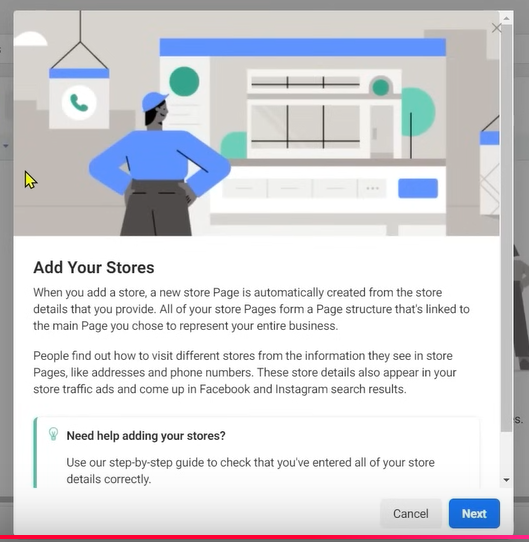 Add Your Stores
When you add a store, a new store Page is automatically created from the store
details that you provide. All of your store Pages form a Page structure that's linked to
the main Page you chose to represent your entire business.
People find out how to visit different stores from the information they see in store
Pages, like addresses and phone numbers. These store details also appear in your
store traffic ads and come up in Facebook and Instagram search results.
Need help adding your stores?
Use our step-by-step guide to check that you've entered all of your store
details correctly.
Cancel
Next